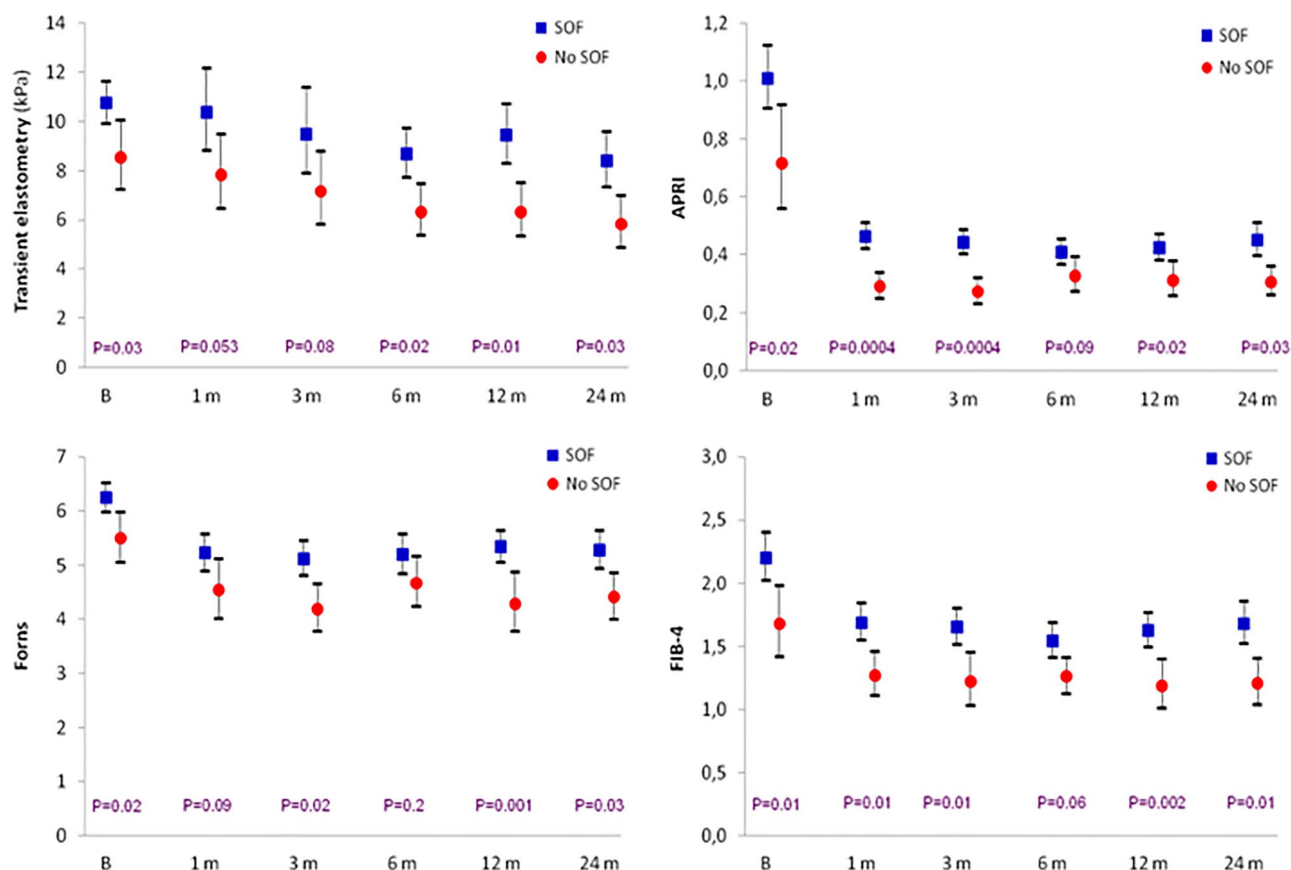 Transient elastometry (kPa)
14
12
10
8
6
4
2
0
SOF
No SOF
P=0.03 P=0.053 P=0.08 P=0.02 P=0.01 P=0.03
B 1 m 3 m 6 m 12 m 24 m
APRI
1,2
1,0
0,8
0,6
0,4
0,2
0,0
SOF
No SOF
P=0.02 P=0.0004 P=0.0004 P=0.09 P=0.02 P=0.03
B 1 m 3 m 6 m 12 m 24 m
Forns
7
6
5
4
3
2
1
0
SOF
No SOF
P=0.02 P=0.09 P=0.02 P=0.2 P=0.001 P=0.03
B 1 m 3 m 6 m 12 m 24 m
FIB-4
3,0
2,5
2,0
1,5
1,0
0,5
0,0
SOF
No SOF
P=0.01 P=0.01 P=0.01 P=0.06 P=0.002 P=0.01
B 1 m 3 m 6 m 12 m 24 m